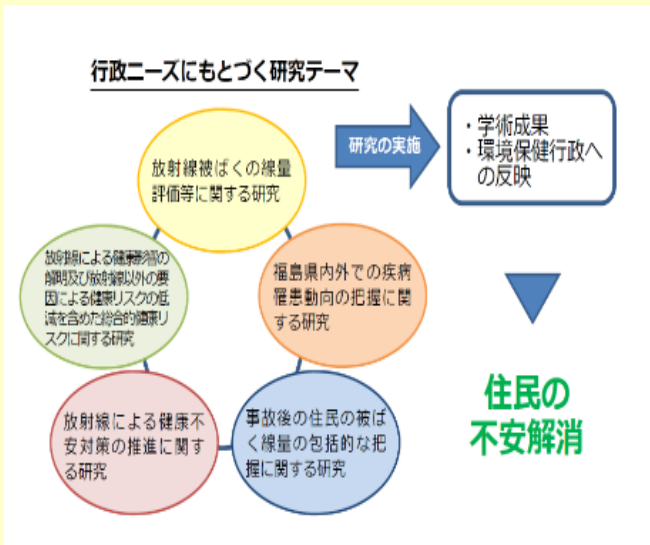 行政ニーズにもとづく研究テーマ
放射線被ばくの線量
評価等に関する研究
福島県内外での疾病
罹患動向の把握に関
する研究
事故後の住民の被ば
く線量の包括的な把
握に関する研究
放射線による健康不
安対策の推進に関す
る研究
放射線による健康影響の
解明及び放射線以外の要
因による健康リスクの低
減を含めた総合的健康リ
スクに関する研究
研究の実施
・学術成果
・環境保健行政へ
の反映
住民の
不安解消